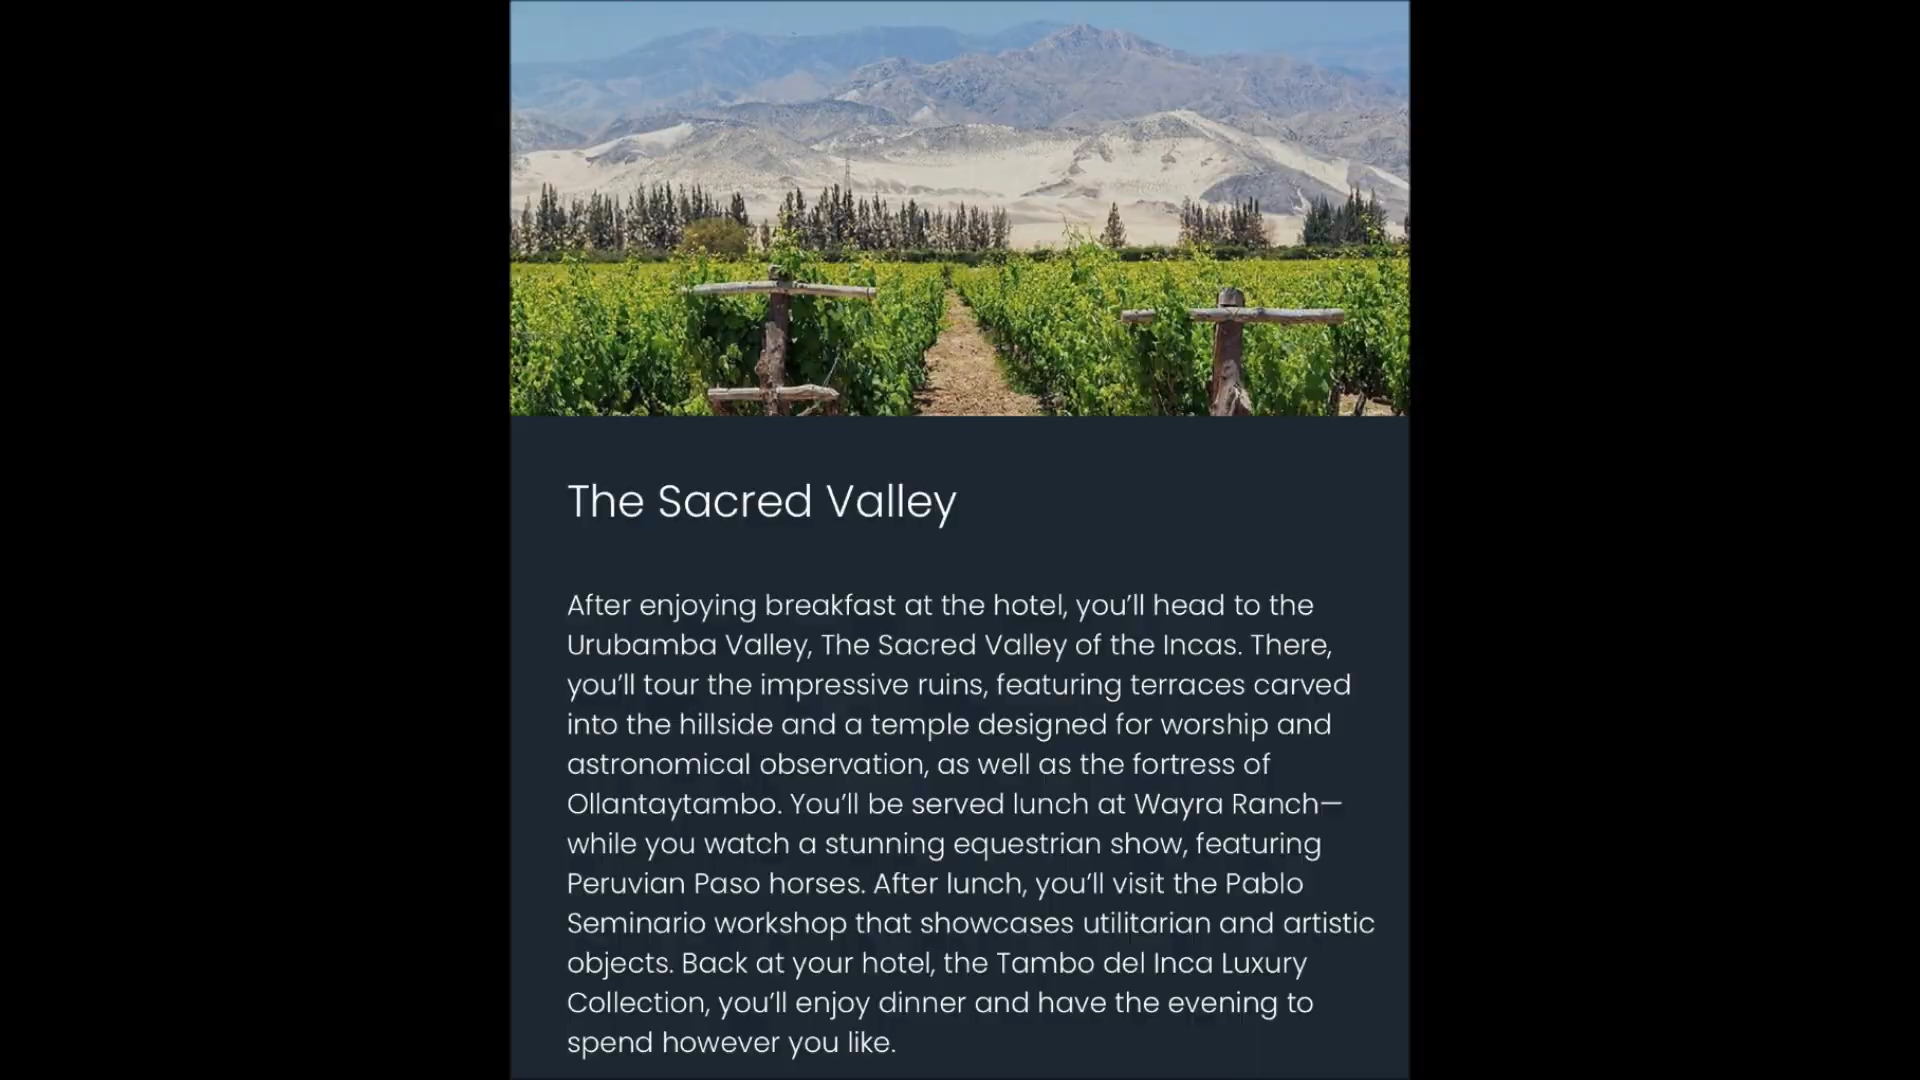 The Sacred Valley
After enjoying breakfast at the hotel, you’ll head to the
Urubamba Valley, The Sacred Valley of the Incas. There,
you’ll tour the impressive ruins, featuring terraces carved
into the hillside and a temple designed for worship and
astronomical observation, as well as the fortress of
Ollantaytambo. You’ll be served lunch at Wayra Ranch—
while you watch a stunning equestrian show, featuring
Peruvian Paso horses. After lunch, you’ll visit the Pablo
Seminario workshop that showcases utilitarian and artistic
objects. Back at your hotel, the Tambo del Inca Luxury
Collection, you’ll enjoy dinner and have the evening to
spend however you like.